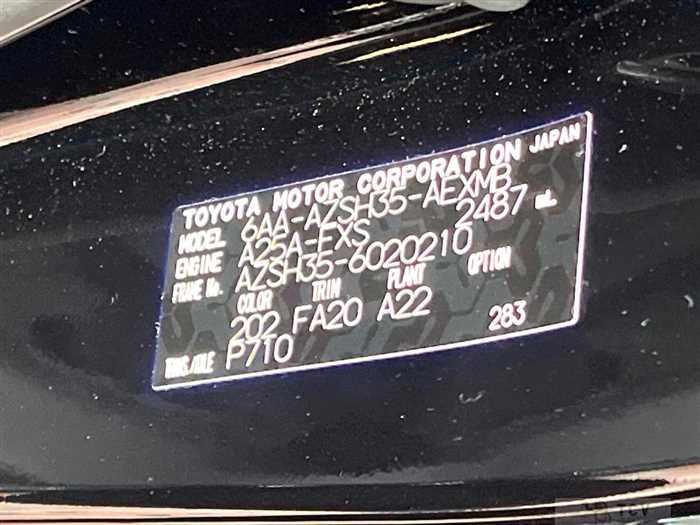 TOYOTA MOTOR CORPORATION JAPAN
MODEL 6AA-AZSH35-AEXMB
ENGINE A25A-FXS 2487 mL
FRAME No. AZSH35-6020210
COLOR TRIM PLANT OPTION
202 FA20 A22
TRNS./AXLE P710 283